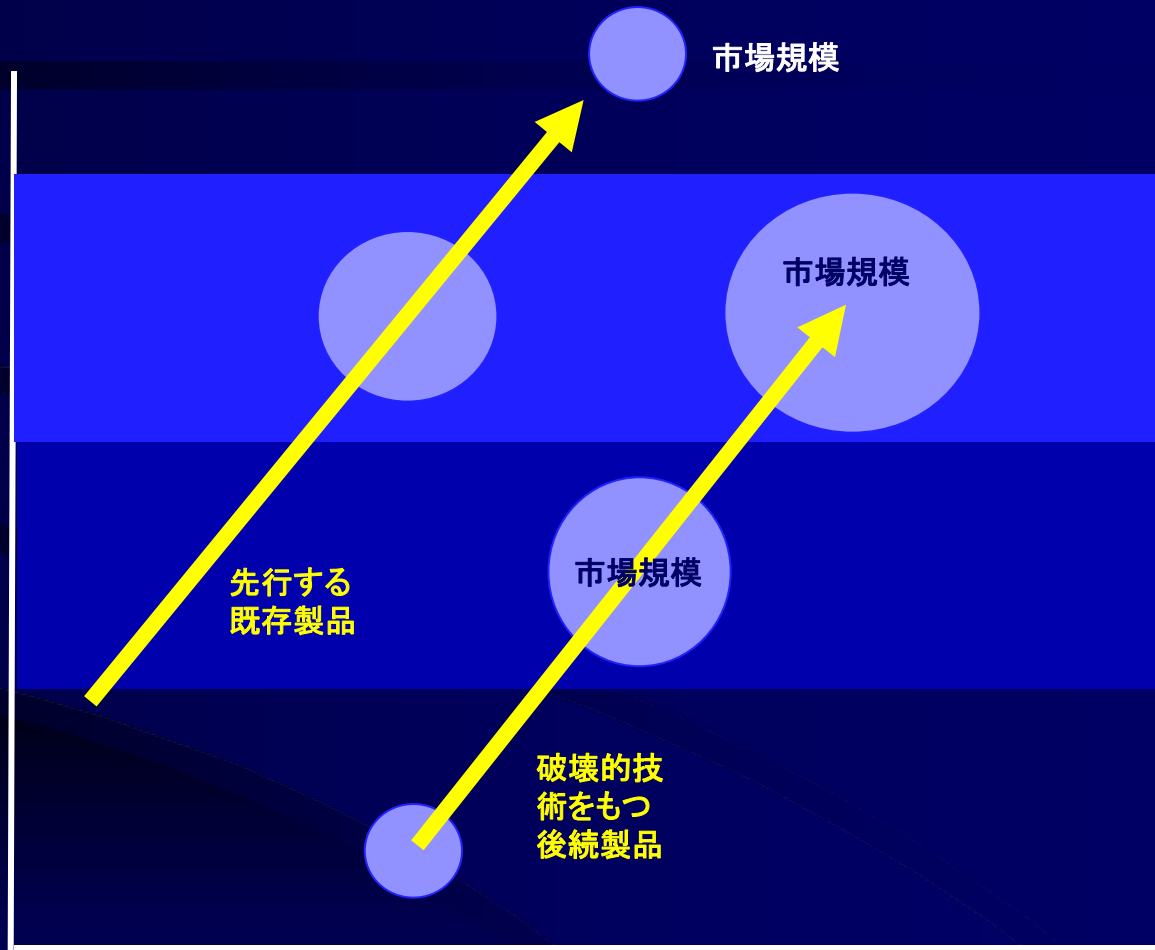 市場規模
市場規模
市場規模
先行する
既存製品
破壊的技
術をもつ
後続製品